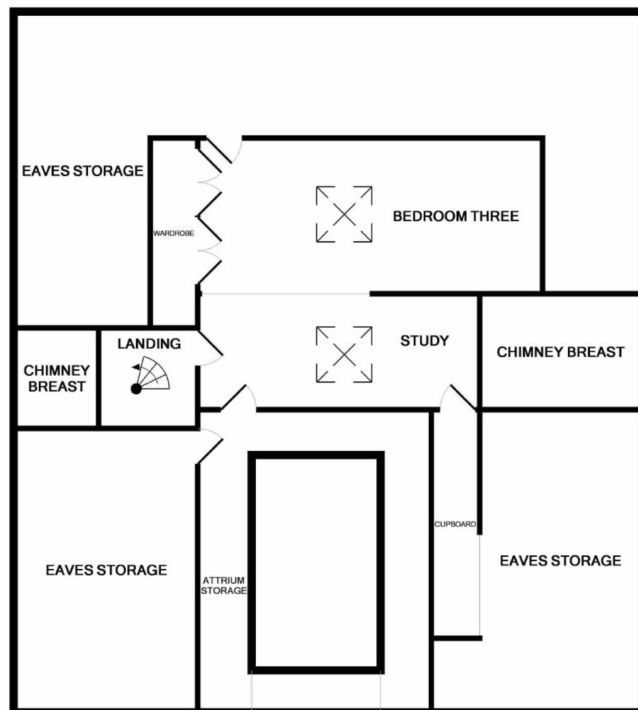 EAVES STORAGE
BEDROOM THREE
WARDROBE
LANDING
STUDY
CHIMNEY
BREAST
CHIMNEY BREAST
CUPBOARD
EAVES STORAGE
EAVES STORAGE
ATTRIUM
STORAGE